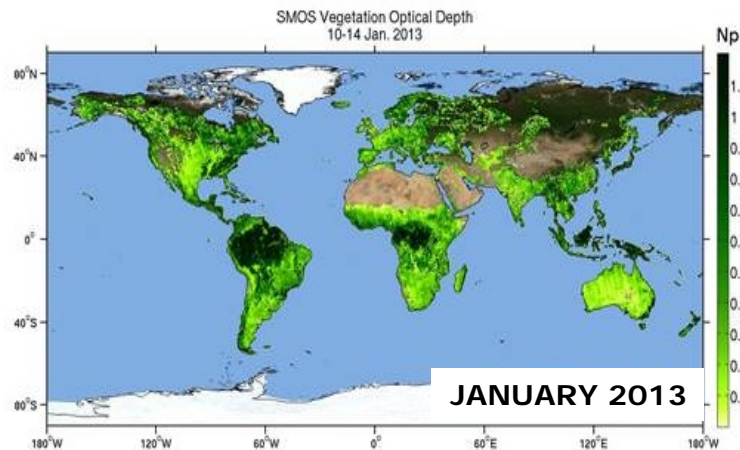 SMOS Vegetation Optical Depth
10-14 Jan. 2013
Np
80°N
40°N
0°
40°S
80°S
180°W
120°W
60°W
0°
60°E
120°E
180°W
JANUARY 2013